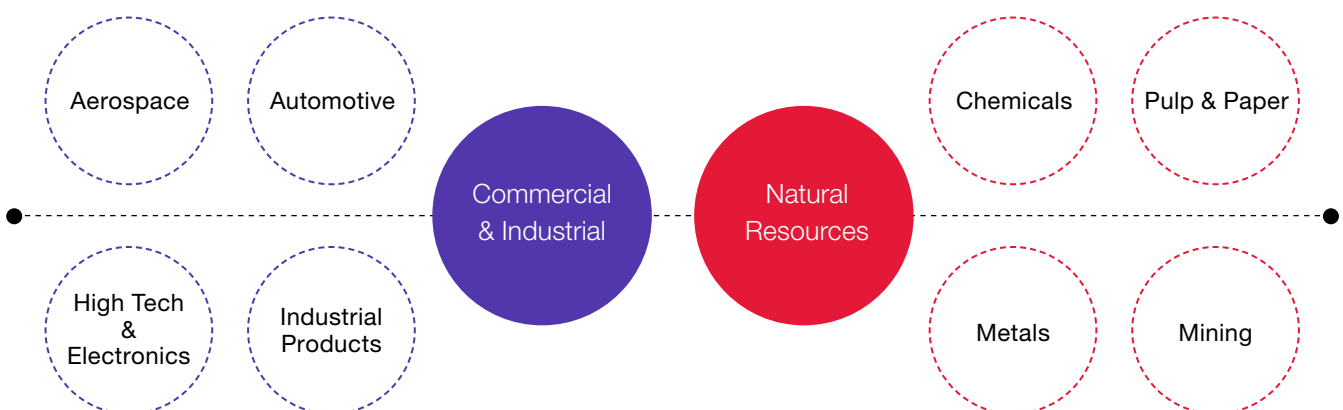 Aerospace
Automotive
High Tech
&
Electronics
Industrial
Products
Commercial
& Industrial
Natural
Resources
Chemicals
Pulp & Paper
Metals
Mining